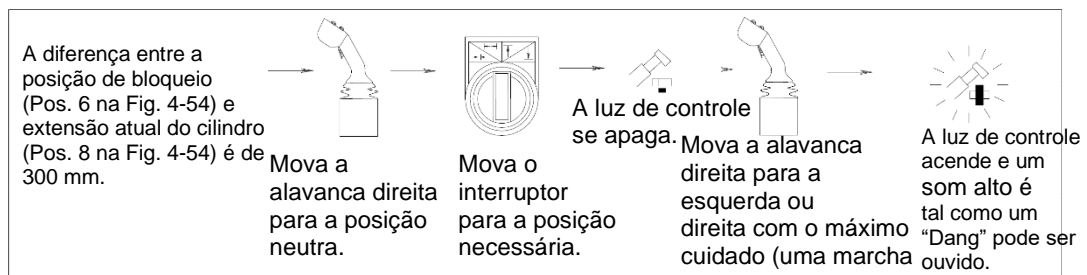 A diferença entre a
posição de bloqueio
(Pos. 6 na Fig. 4-54) e
extensão atual do cilindro
(Pos. 8 na Fig. 4-54) é de
300 mm.
Mova a
alavanca direita
para a posição
neutra.
Mova o
interruptor
para a posição
necessária.
A luz de controle
se apaga.
Mova a alavanca
direita para a
esquerda ou
direita com o máximo
cuidado (uma marcha
A luz de controle
acende e um
som alto é
tal como um
“Dang” pode ser
ouvido.